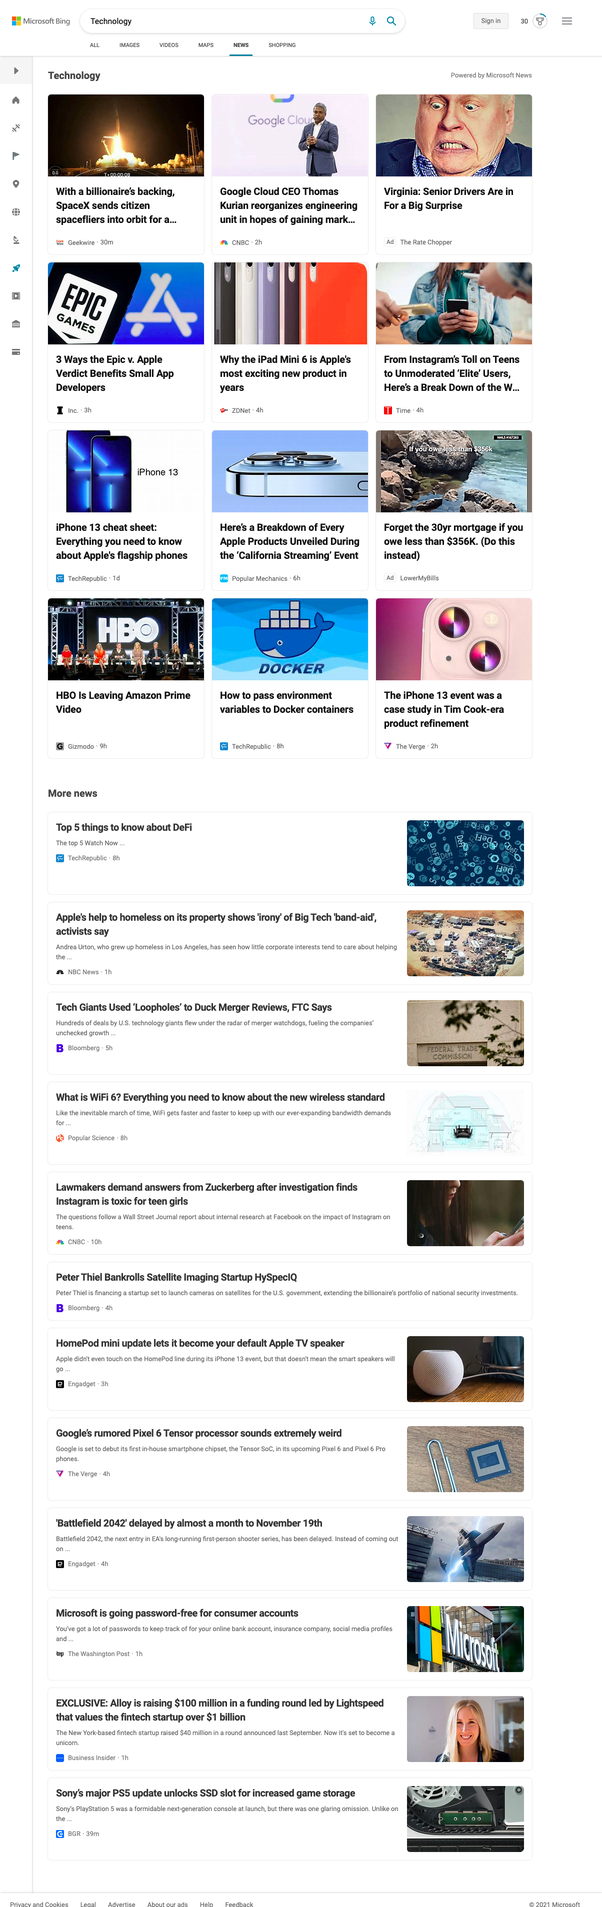 Microsoft Bing
Technology
Sign in
30
ALL
IMAGES
VIDEOS
MAPS
NEWS
SHOPPING
Technology
Powered by Microsoft News
With a billionaire's backing,
SpaceX sends citizen
spacefliers into orbit for a...
Geekwire · 30m
Google Cloud
Google Cloud CEO Thomas
Kurian reorganizes engineering
unit in hopes of gaining mark...
CNBC · 2h
Virginia: Senior Drivers Are in
For a Big Surprise
Ad The Rate Chopper
EPIC
GAMES
3 Ways the Epic v. Apple
Verdict Benefits Small App
Developers
Inc. · 3h
Why the iPad Mini 6 is Apple's
most exciting new product in
years
ZDNet · 4h
From Instagram's Toll on Teens
to Unmoderated 'Elite' Users,
Here's a Break Down of the W...
Time · 4h
iPhone 13
iPhone 13 cheat sheet:
Everything you need to know
about Apple's flagship phones
TechRepublic · 1d
Here's a Breakdown of Every
Apple Products Unveiled During
the 'California Streaming' Event
Popular Mechanics · 6h
If you owe less than $356k
Forget the 30yr mortgage if you
owe less than $356K. (Do this
instead)
Ad LowerMyBills
HBO
HBO Is Leaving Amazon Prime
Video
Gizmodo · 9h
DOCKER
How to pass environment
variables to Docker containers
TechRepublic · 8h
The iPhone 13 event was a
case study in Tim Cook-era
product refinement
The Verge · 2h
More news
Top 5 things to know about DeFi
The top 5 Watch Now ...
TechRepublic · 8h
Apple's help to homeless on its property shows 'irony' of Big Tech 'band-aid',
activists say
Andrea Urton, who grew up homeless in Los Angeles, has seen how little corporate interests tend to care about helping
the ...
NBC News · 1h
Tech Giants Used 'Loopholes' to Duck Merger Reviews, FTC Says
Hundreds of deals by U.S. technology giants flew under the radar of merger watchdogs, fueling the companies'
unchecked growth ...
Bloomberg · 5h
FEDERAL TRADE
COMMISSION
What is WiFi 6? Everything you need to know about the new wireless standard
Like the inevitable march of time, WiFi gets faster and faster to keep up with our ever-expanding bandwidth demands
for ...
Popular Science · 8h
Lawmakers demand answers from Zuckerberg after investigation finds
Instagram is toxic for teen girls
The questions follow a Wall Street Journal report about internal research at Facebook on the impact of Instagram on
teens.
CNBC · 10h
Peter Thiel Bankrolls Satellite Imaging Startup HySpecIQ
Peter Thiel is financing a startup set to launch cameras on satellites for the U.S. government, extending the billionaire's portfolio of national security investments.
Bloomberg · 4h
HomePod mini update lets it become your default Apple TV speaker
Apple didn't even touch on the HomePod line during its iPhone 13 event, but that doesn't mean the smart speakers will
go ...
Engadget · 3h
Google's rumored Pixel 6 Tensor processor sounds extremely weird
Google is set to debut its first in-house smartphone chipset, the Tensor SoC, in its upcoming Pixel 6 and Pixel 6 Pro
phones.
The Verge · 4h
'Battlefield 2042' delayed by almost a month to November 19th
Battlefield 2042, the next entry in EA's long-running first-person shooter series, has been delayed. Instead of coming out
on ...
Engadget · 4h
Microsoft is going password-free for consumer accounts
You've got a lot of passwords to keep track of for your online bank account, insurance company, social media profiles
and ...
The Washington Post · 1h
Microsoft
EXCLUSIVE: Alloy is raising $100 million in a funding round led by Lightspeed
that values the fintech startup over $1 billion
The New York-based fintech startup raised $40 million in a round announced last September. Now it's set to become a
unicorn.
Business Insider · 1h
Sony's major PS5 update unlocks SSD slot for increased game storage
Sony's PlayStation 5 was a formidable next-generation console at launch, but there was one glaring omission. Unlike on
the ...
BGR · 39m
Privacy and Cookies
Legal
Advertise
About our ads
Help
Feedback
© 2021 Microsoft